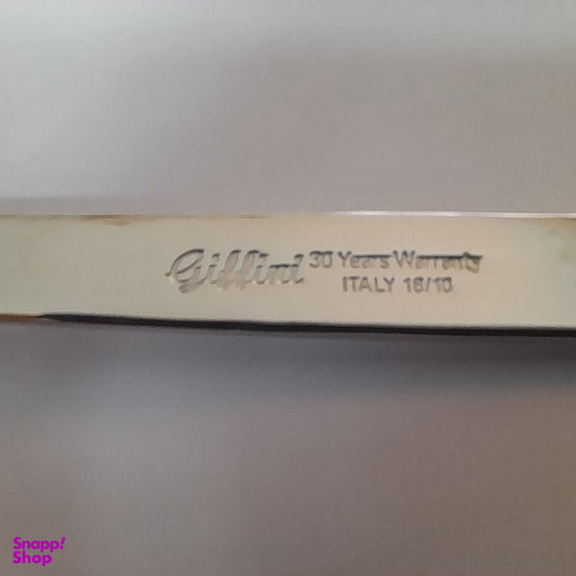 Giffini
30 Years Warranty
ITALY 18/10
Snapp!
Shop